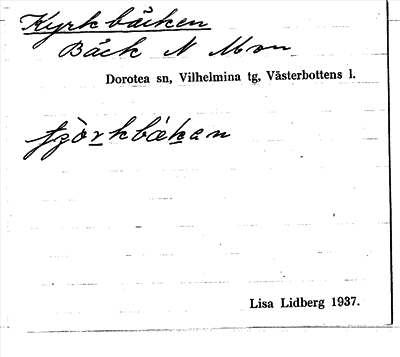 Kyrkbäcken
Bäck N Mon
Dorotea sn, Vilhelmina tg, Västerbottens l.
Lisa Lidberg 1937.